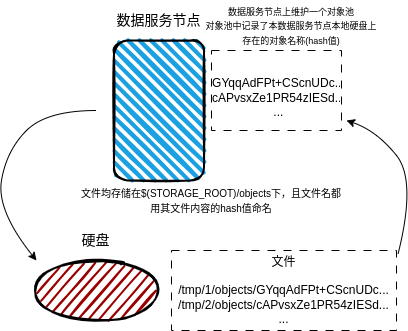 数据服务节点
数据服务节点上维护一个对象池
对象池中记录了本数据服务节点本地硬盘上
存在的对象名称(hash值)
GYqqAdFPt+CScnUDc..
cAPvsxZe1PR54zIESd..
...
文件均存储在$(STORAGE_ROOT)/objects下，且文件名都
用其文件内容的hash值命名
硬盘
文件
/tmp/1/objects/GYqqAdFPt+CScnUDc...
/tmp/2/objects/cAPvsxZe1PR54zIESd...
...